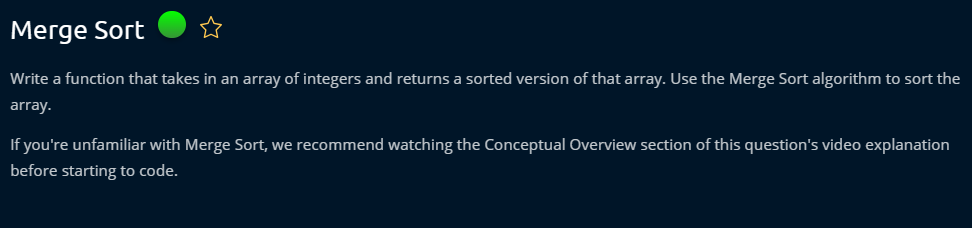 Merge Sort
Write a function that takes in an array of integers and returns a sorted version of that array. Use the Merge Sort algorithm to sort the
array.
If you're unfamiliar with Merge Sort, we recommend watching the Conceptual Overview section of this question's video explanation
before starting to code.